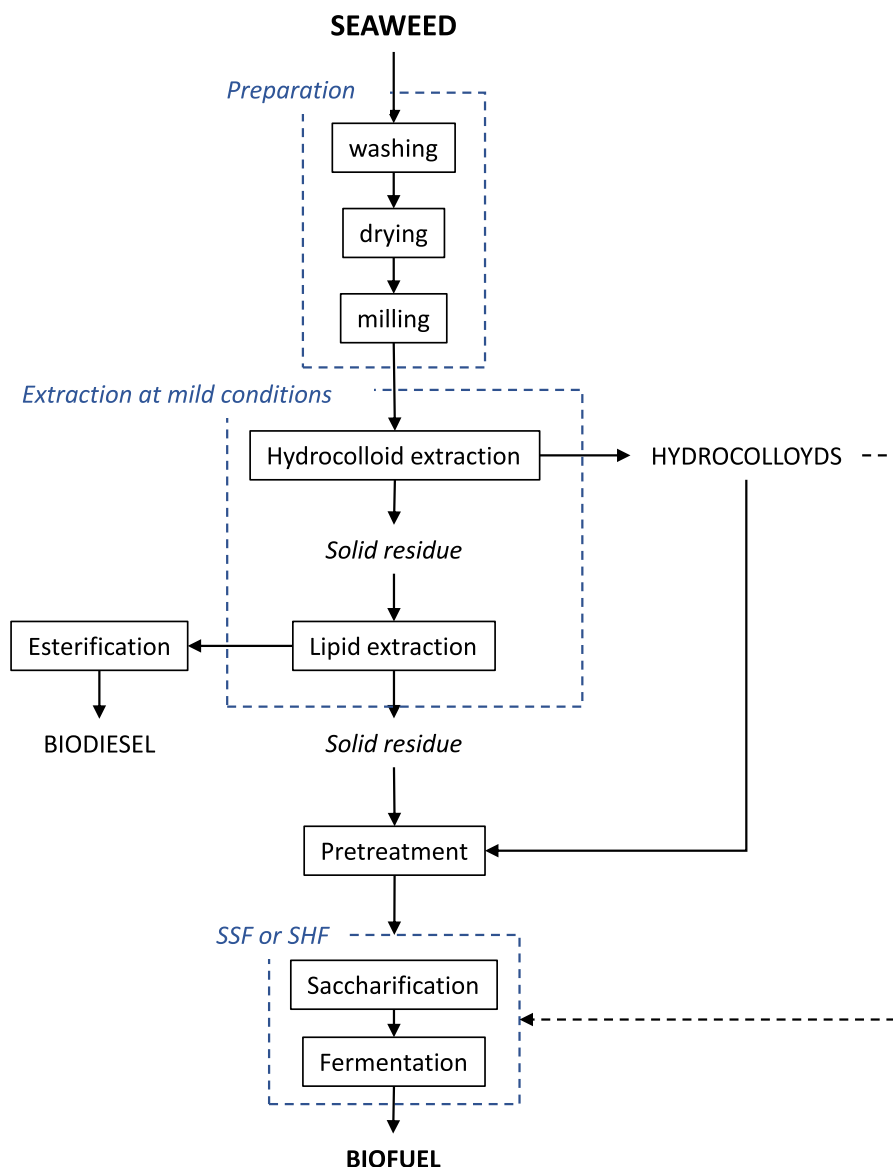 SEAWEED
Preparation
washing
drying
milling
Extraction at mild conditions
Hydrocolloid extraction
HYDROCOLLOYDS
Solid residue
Esterification
Lipid extraction
BIODIESEL
Solid residue
Pretreatment
SSF or SHF
Saccharification
Fermentation
BIOFUEL